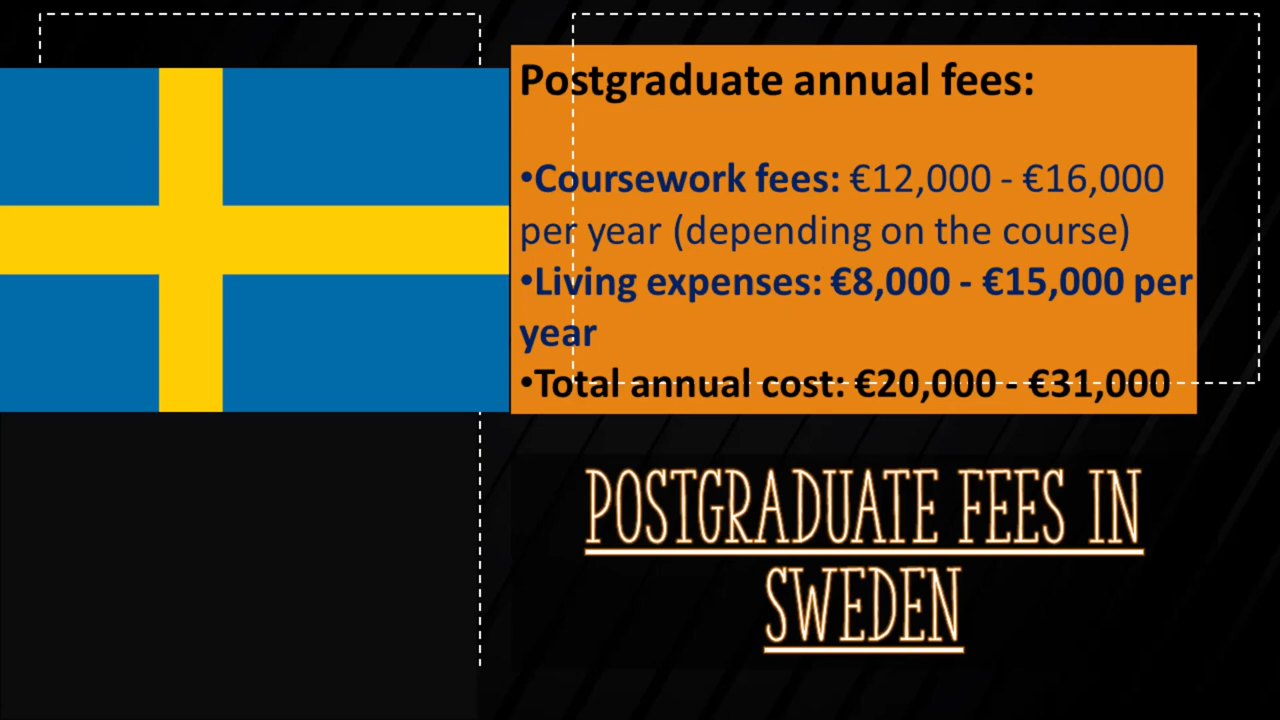 Postgraduate annual fees:
•Coursework fees: €12,000 - €16,000
per year (depending on the course)
•Living expenses: €8,000 - €15,000 per
year
•Total annual cost: €20,000 - €31,000
POSTGRADUATE FEES IN
SWEDEN